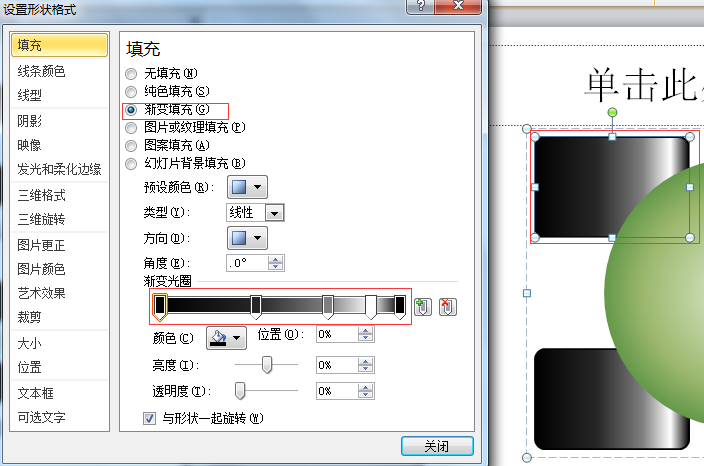 设置形状格式
填充
线条颜色
线型
阴影
映像
发光和柔化边缘
三维格式
三维旋转
图片更正
图片颜色
艺术效果
裁剪
大小
位置
文本框
可选文字
填充
无填充(N)
纯色填充(S)
渐变填充(G)
图片或纹理填充(P)
图案填充(A)
幻灯片背景填充(B)
预设颜色(R):
类型(Y): 线性
方向(D):
角度(E): .0°
渐变光圈
颜色(C) 位置(O): 0%
亮度(I): 0%
透明度(T): 0%
与形状一起旋转(W)
关闭
单击此